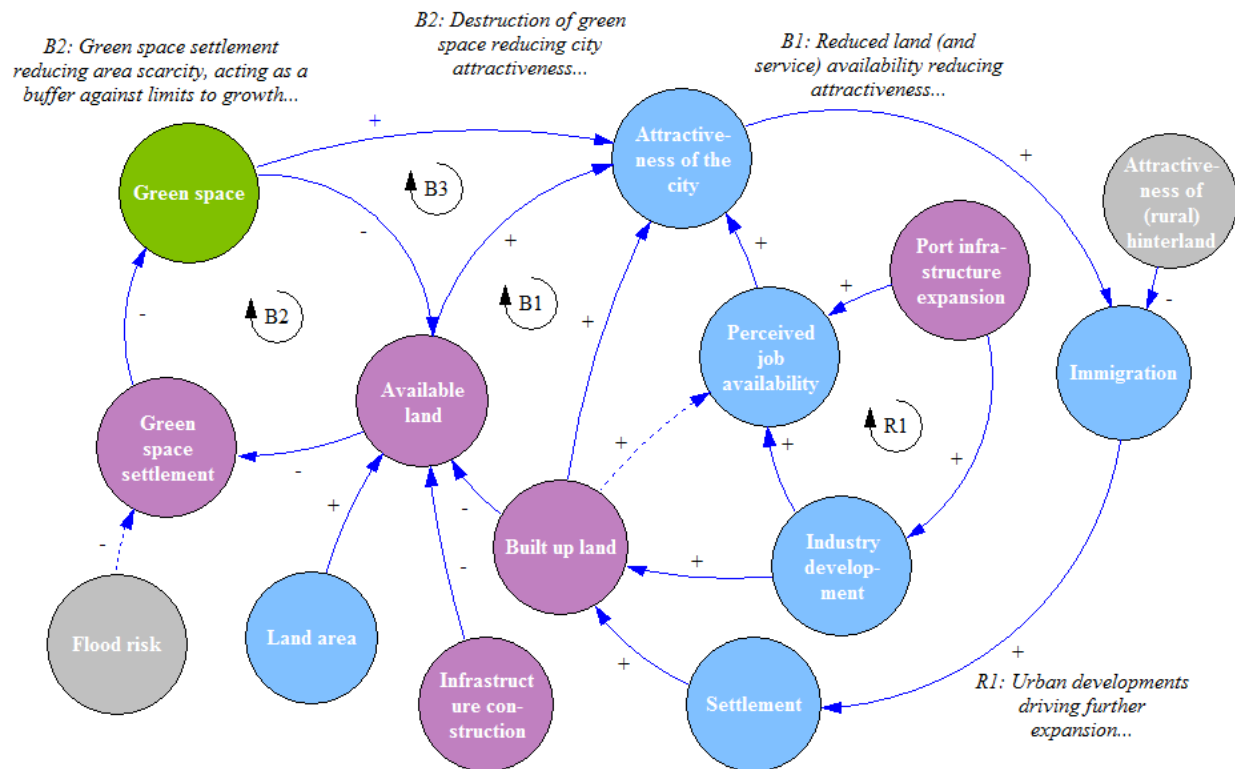 B2: Destruction of green
space reducing city
attractiveness...
B2: Green space settlement
reducing area scarcity, acting as a
buffer against limits to growth...
B1: Reduced land (and
service) availability reducing
attractiveness...
+
Attractive-
ness of the
city
+
Attractive-
ness of
(rural)
hinterland
Green space
B3
-
+
+
Port infra-
structure
expansion
+
-
-
B2
B1
+
Perceived
job
availability
Immigration
Available
land
Green
space
settlement
R1
+
+
+
-
+
-
-
-
Built up land
+
Industry
develop-
ment
Flood risk
Land area
+
+
Infrastruct
ure con-
struction
Settlement
R1: Urban developments
driving further
expansion...